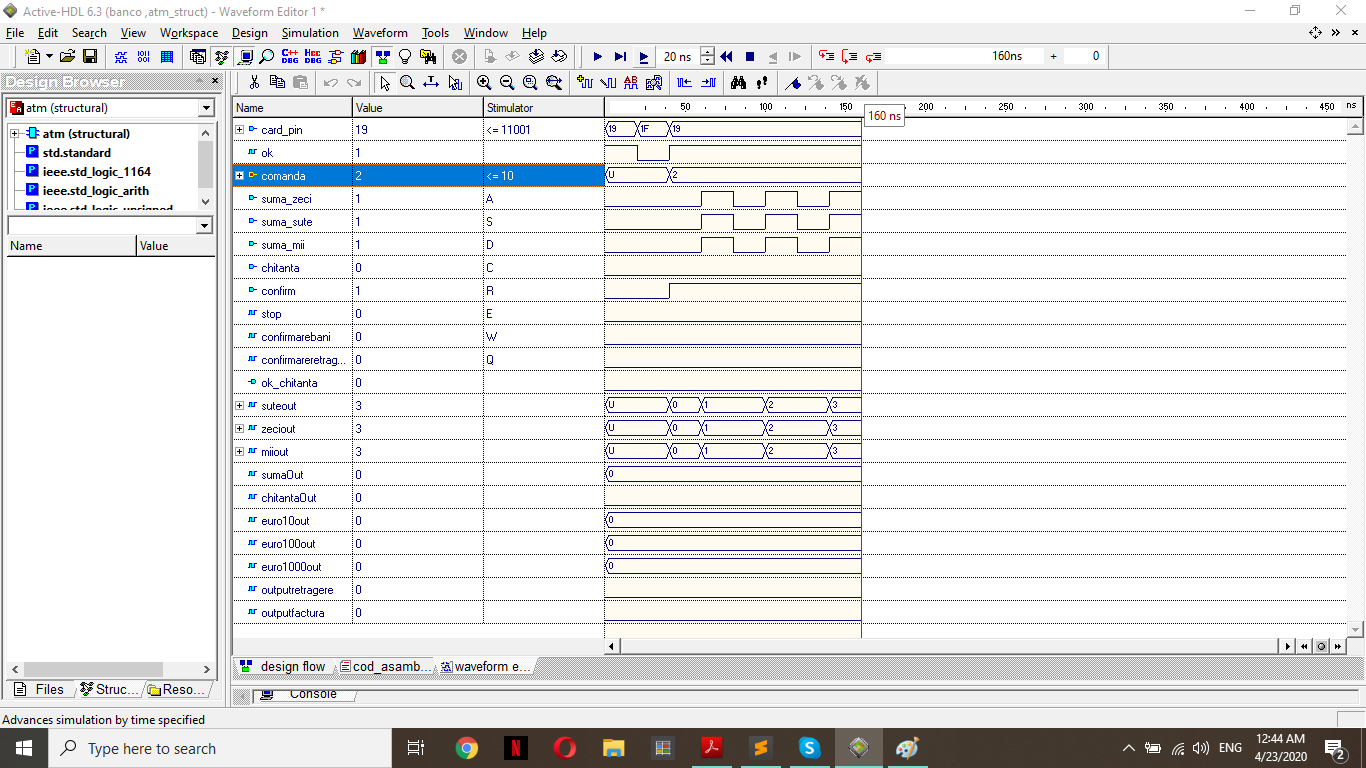 Active-HDL 6.3 (banco ,atm_struct) - Waveform Editor 1 *
File Edit Search View Workspace Design Simulation Waveform Tools Window Help
C++ DBG HDC DBG 20 ns 160ns + 0
Design Browser
atm (structural)
atm (structural)
std.standard
ieee.std_logic_1164
ieee.std_logic_arith
ieee.std_logic_unsigned
Name Value
Name Value Stimulator 50 100 150 200 250 300 350 400 450 ns
160 ns
card_pin 19 <= 11001 19 1F 19
ok 1
comanda 2 <= 10 U 2
suma_zeci 1 A
suma_sute 1 S
suma_mii 1 D
chitanta 0 C
confirm 1 R
stop 0 E
confirmarebani 0 W
confirmareretrag... 0 Q
ok_chitanta 0
suteout 3 U 0 1 2 3
zeciout 3 U 0 1 2 3
miiout 3 U 0 1 2 3
sumaOut 0 0
chitantaOut 0
euro10out 0 0
euro100out 0 0
euro1000out 0 0
outputretragere 0
outputfactura 0
design flow cod_asamb... waveform e...
Files Struc... Reso...
Console
Advances simulation by time specified
Type here to search
ENG
12:44 AM
4/23/2020
2